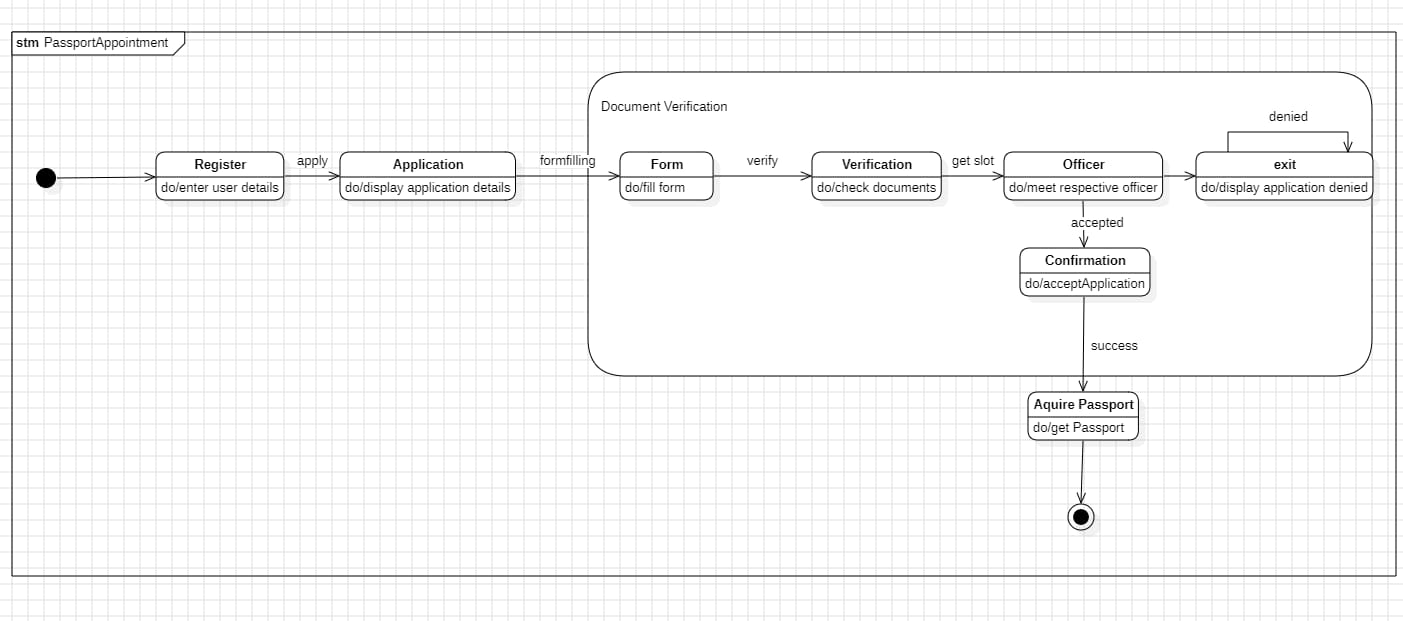 stm PassportAppointment
Document Verification
denied
Register
do/enter user details
apply
Application
do/display application details
formfilling
Form
do/fill form
verify
Verification
do/check documents
get slot
Officer
do/meet respective officer
exit
do/display application denied
accepted
Confirmation
do/acceptApplication
success
Aquire Passport
do/get Passport